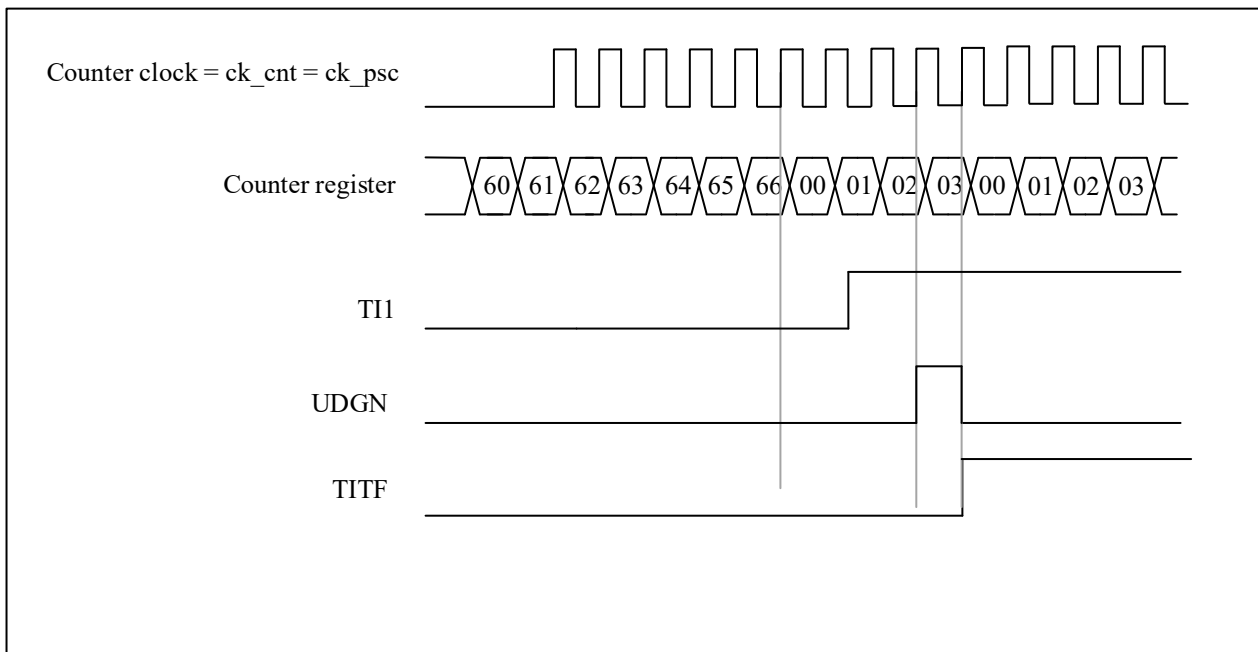 Counter clock = ck_cnt = ck_psc
Counter register
60 61 62 63 64 65 66 00 01 02 03 00 01 02 03
TI1
UDGN
TITF